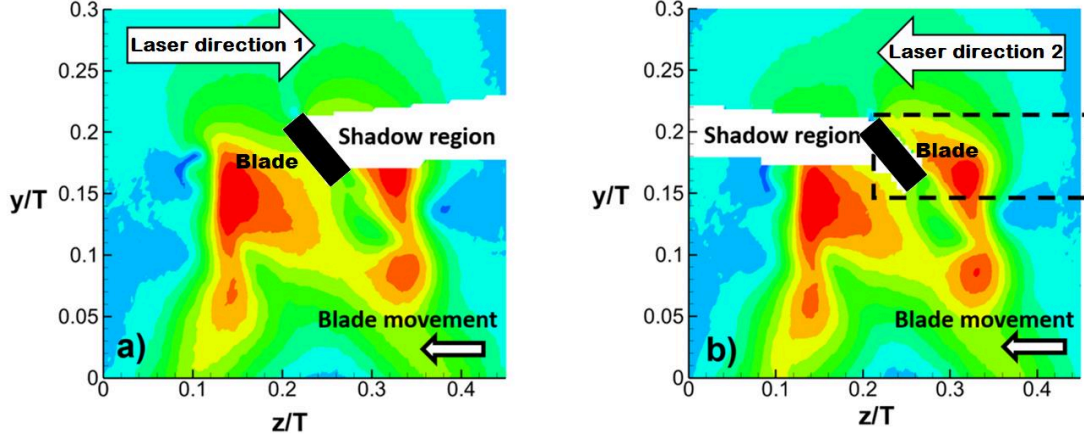 0.3
0.25
0.2
0.15
0.1
0.05
0
y/T
Laser direction 1
Shadow region
Blade
Blade movement
a)
0
0.1
0.2
0.3
0.4
z/T
0.3
0.25
0.2
0.15
0.1
0.05
0
y/T
Laser direction 2
Shadow region
Blade
Blade movement
b)
0
0.1
0.2
0.3
0.4
z/T